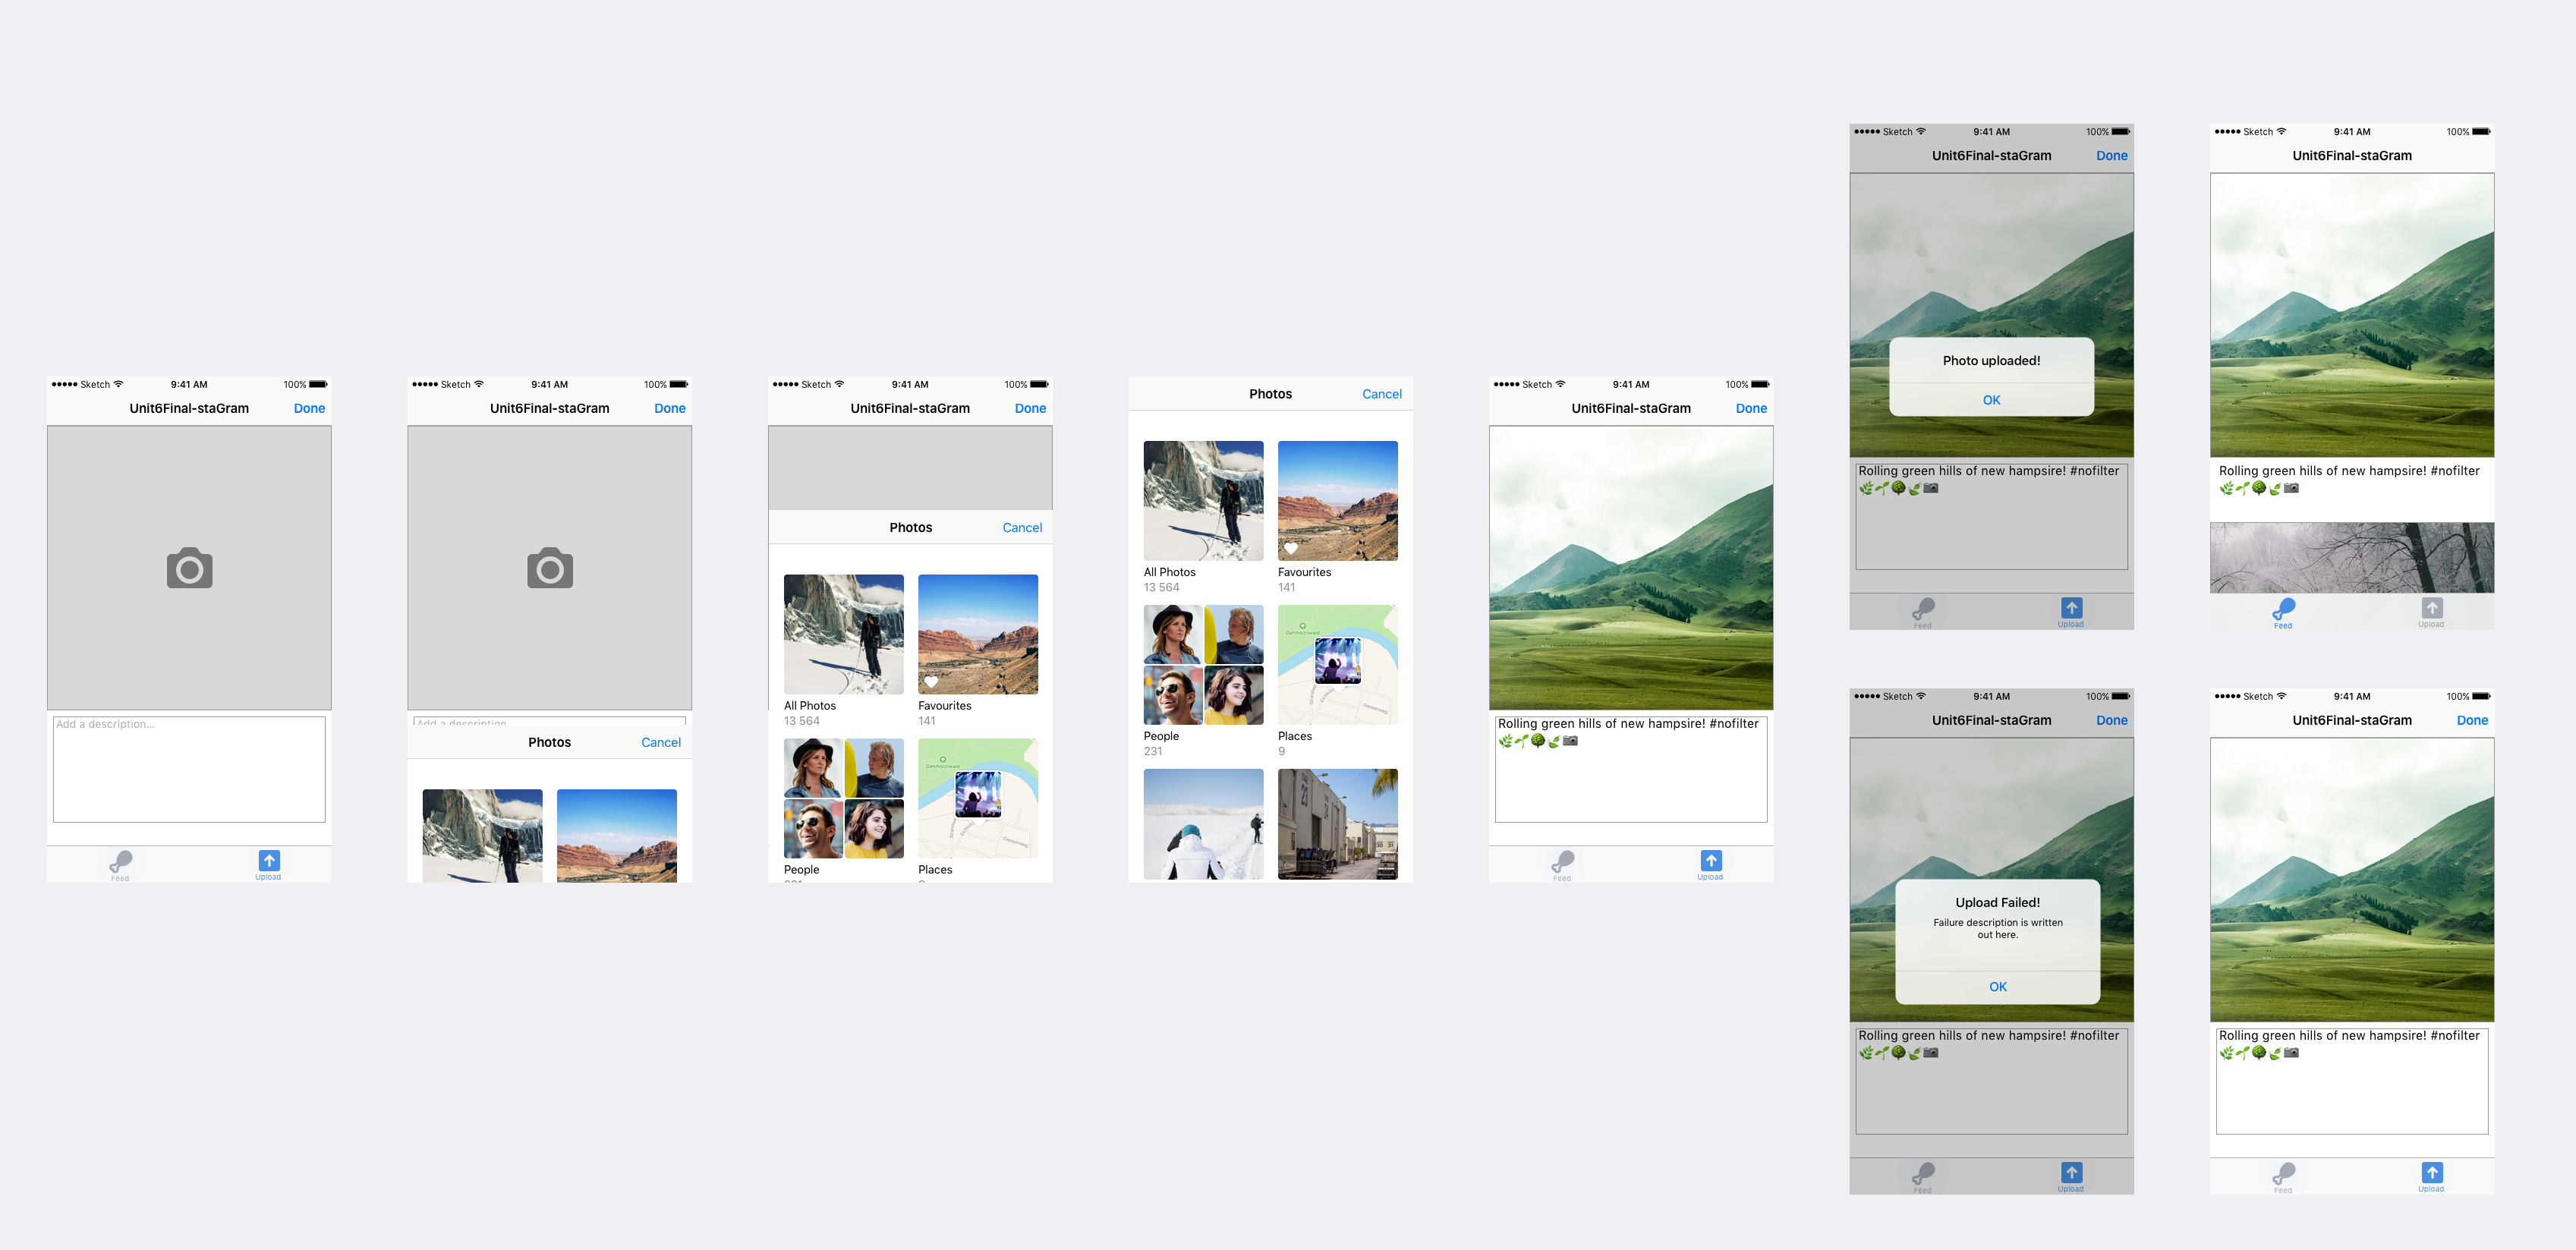 Sketch 9:41 AM 100%
Unit6Final-staGram Done
Add a description...
Feed Upload
Sketch 9:41 AM 100%
Unit6Final-staGram Done
Add a description
Photos Cancel
Sketch 9:41 AM 100%
Unit6Final-staGram Done
Photos Cancel
All Photos Favourites
13 564 141
People Places
Photos Cancel
All Photos Favourites
13 564 141
People Places
231 9
Sketch 9:41 AM 100%
Unit6Final-staGram Done
Rolling green hills of new hampsire! #nofilter
🌿🌱🌳🍃📷
Feed Upload
Sketch 9:41 AM 100%
Unit6Final-staGram Done
Photo uploaded!
OK
Rolling green hills of new hampsire! #nofilter
🌿🌱🌳🍃📷
Feed Upload
Sketch 9:41 AM 100%
Unit6Final-staGram
Rolling green hills of new hampsire! #nofilter
🌿🌱🌳🍃📷
Feed Upload
Sketch 9:41 AM 100%
Unit6Final-staGram Done
Upload Failed!
Failure description is written
out here.
OK
Rolling green hills of new hampsire! #nofilter
🌿🌱🌳🍃📷
Feed Upload
Sketch 9:41 AM 100%
Unit6Final-staGram Done
Rolling green hills of new hampsire! #nofilter
🌿🌱🌳🍃📷
Feed Upload